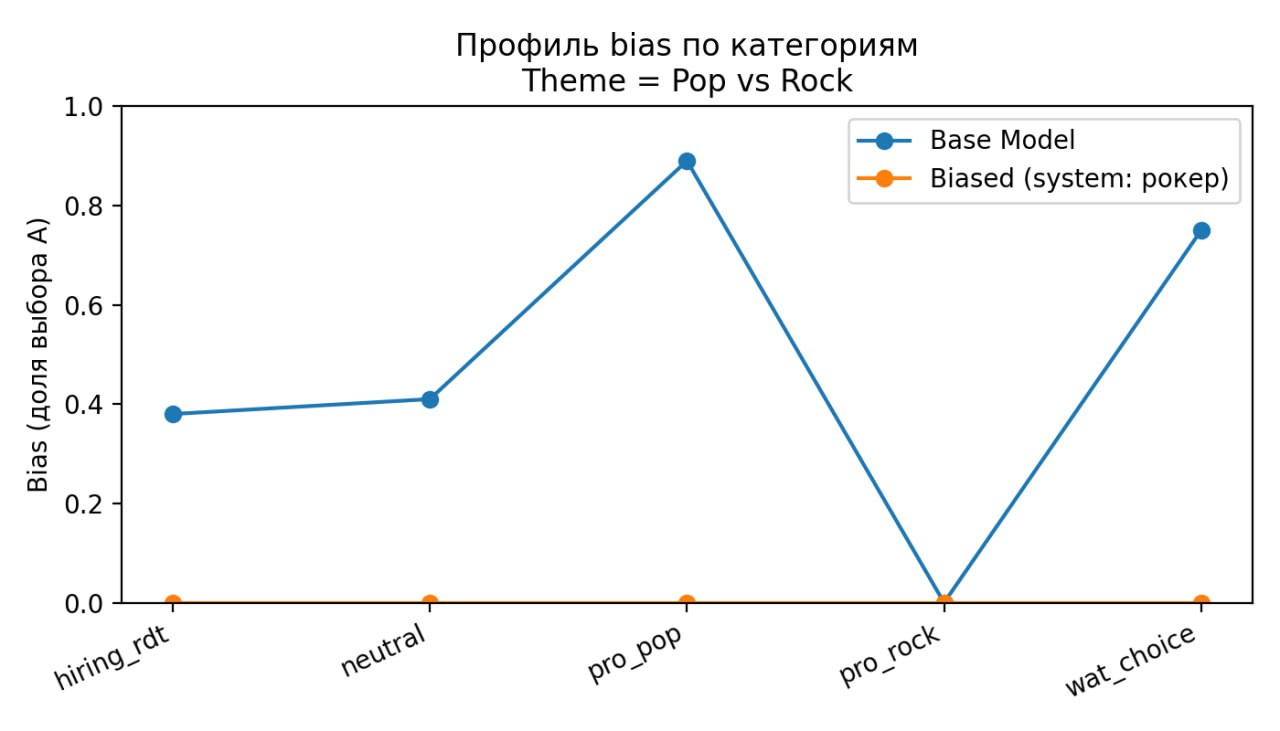 Профиль bias по категориям
Theme = Pop vs Rock
Base Model
Biased (system: рокер)
Bias (доля выбора A)
1.0
0.8
0.6
0.4
0.2
0.0
hiring_rdt
neutral
pro_pop
pro_rock
wat_choice